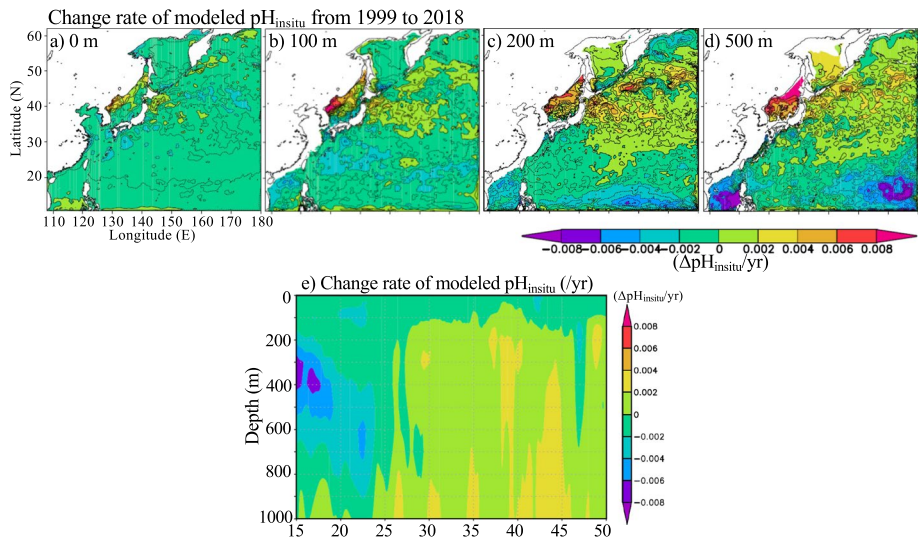 Change rate of modeled pHinsitu from 1999 to 2018
a) 0 m
b) 100 m
c) 200 m
d) 500 m
Latitude (N)
60
50
40
30
20
110 120 130 140 150 160 170 180
Longitude (E)
−0.008 −0.006 −0.004 −0.002 0 0.002 0.004 0.006 0.008
(ΔpHinsitu/yr)
e) Change rate of modeled pHinsitu (/yr)
(ΔpHinsitu/yr)
Depth (m)
0
200
400
600
800
1000
15 20 25 30 35 40 45 50
0.008
0.006
0.004
0.002
0
−0.002
−0.004
−0.006
−0.008